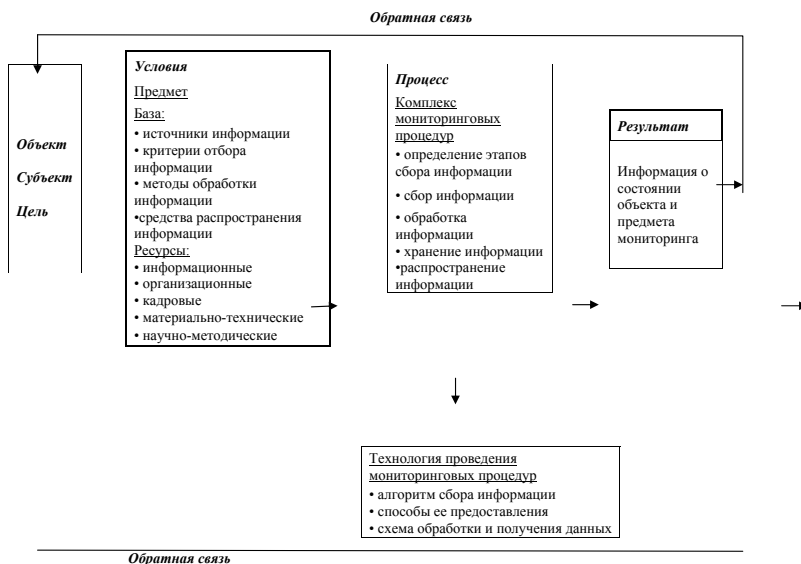 Обратная связь
Объект
Субъект
Цель
Условия
Предмет
База:
• источники информации
• критерии отбора
информации
• методы обработки
информации
•средства распространения
информации
Ресурсы:
• информационные
• организационные
• кадровые
• материально-технические
• научно-методические
Процесс
Комплекс
мониторинговых
процедур
• определение этапов
сбора информации
• сбор информации
• обработка
информации
• хранение информации
•распространение
информации
Результат
Информация о
состоянии
объекта и
предмета
мониторинга
Технология проведения
мониторинговых процедур
• алгоритм сбора информации
• способы ее предоставления
• схема обработки и получения данных
Обратная связь